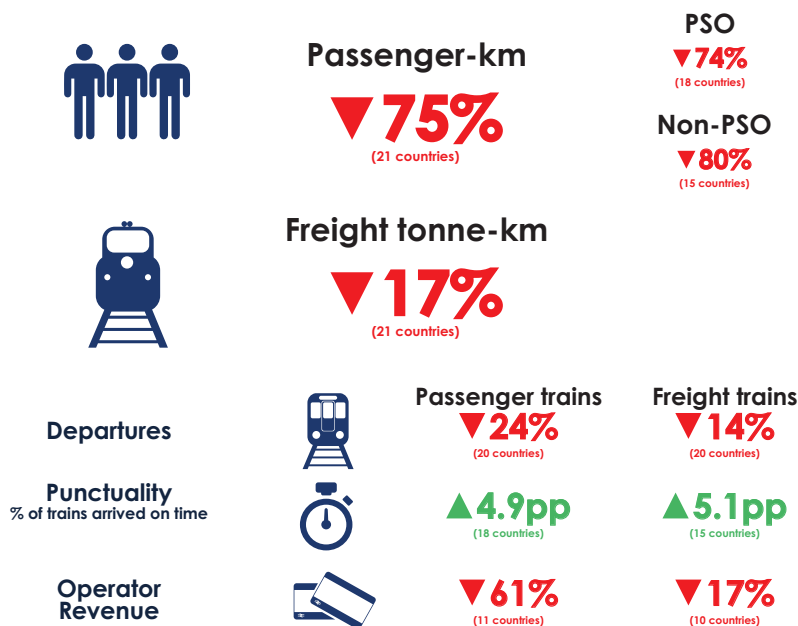 Passenger-km
▼75%
(21 countries)
PSO
▼74%
(18 countries)
Non-PSO
▼80%
(15 countries)
Freight tonne-km
▼17%
(21 countries)
Passenger trains
Freight trains
Departures
▼24%
(20 countries)
▼14%
(20 countries)
Punctuality
% of trains arrived on time
▲4.9pp
(18 countries)
▲5.1pp
(15 countries)
Operator
Revenue
▼61%
(11 countries)
▼17%
(10 countries)